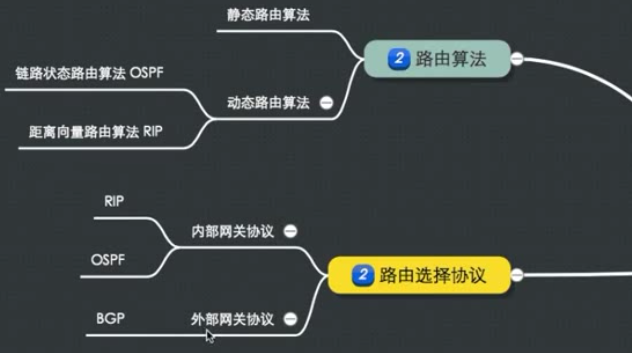 静态路由算法
2 路由算法
链路状态路由算法 OSPF
动态路由算法
距离向量路由算法 RIP
RIP
内部网关协议
OSPF
2 路由选择协议
BGP
外部网关协议